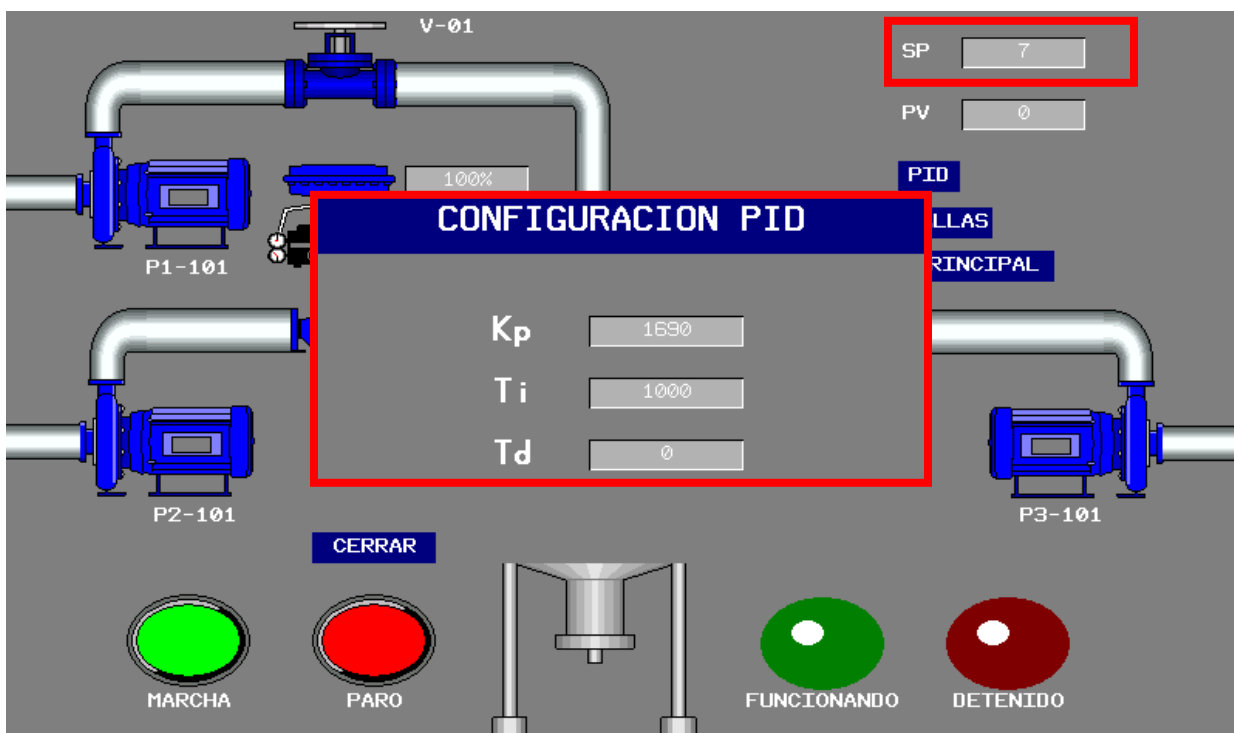 V-01
SP 7
PV 0
100%
PID
CONFIGURACION PID
LLAS
P1-101
RINCIPAL
Kp 1690
Ti 1000
Td 0
P2-101
P3-101
CERRAR
MARCHA
PARO
FUNCIONANDO
DETENIDO